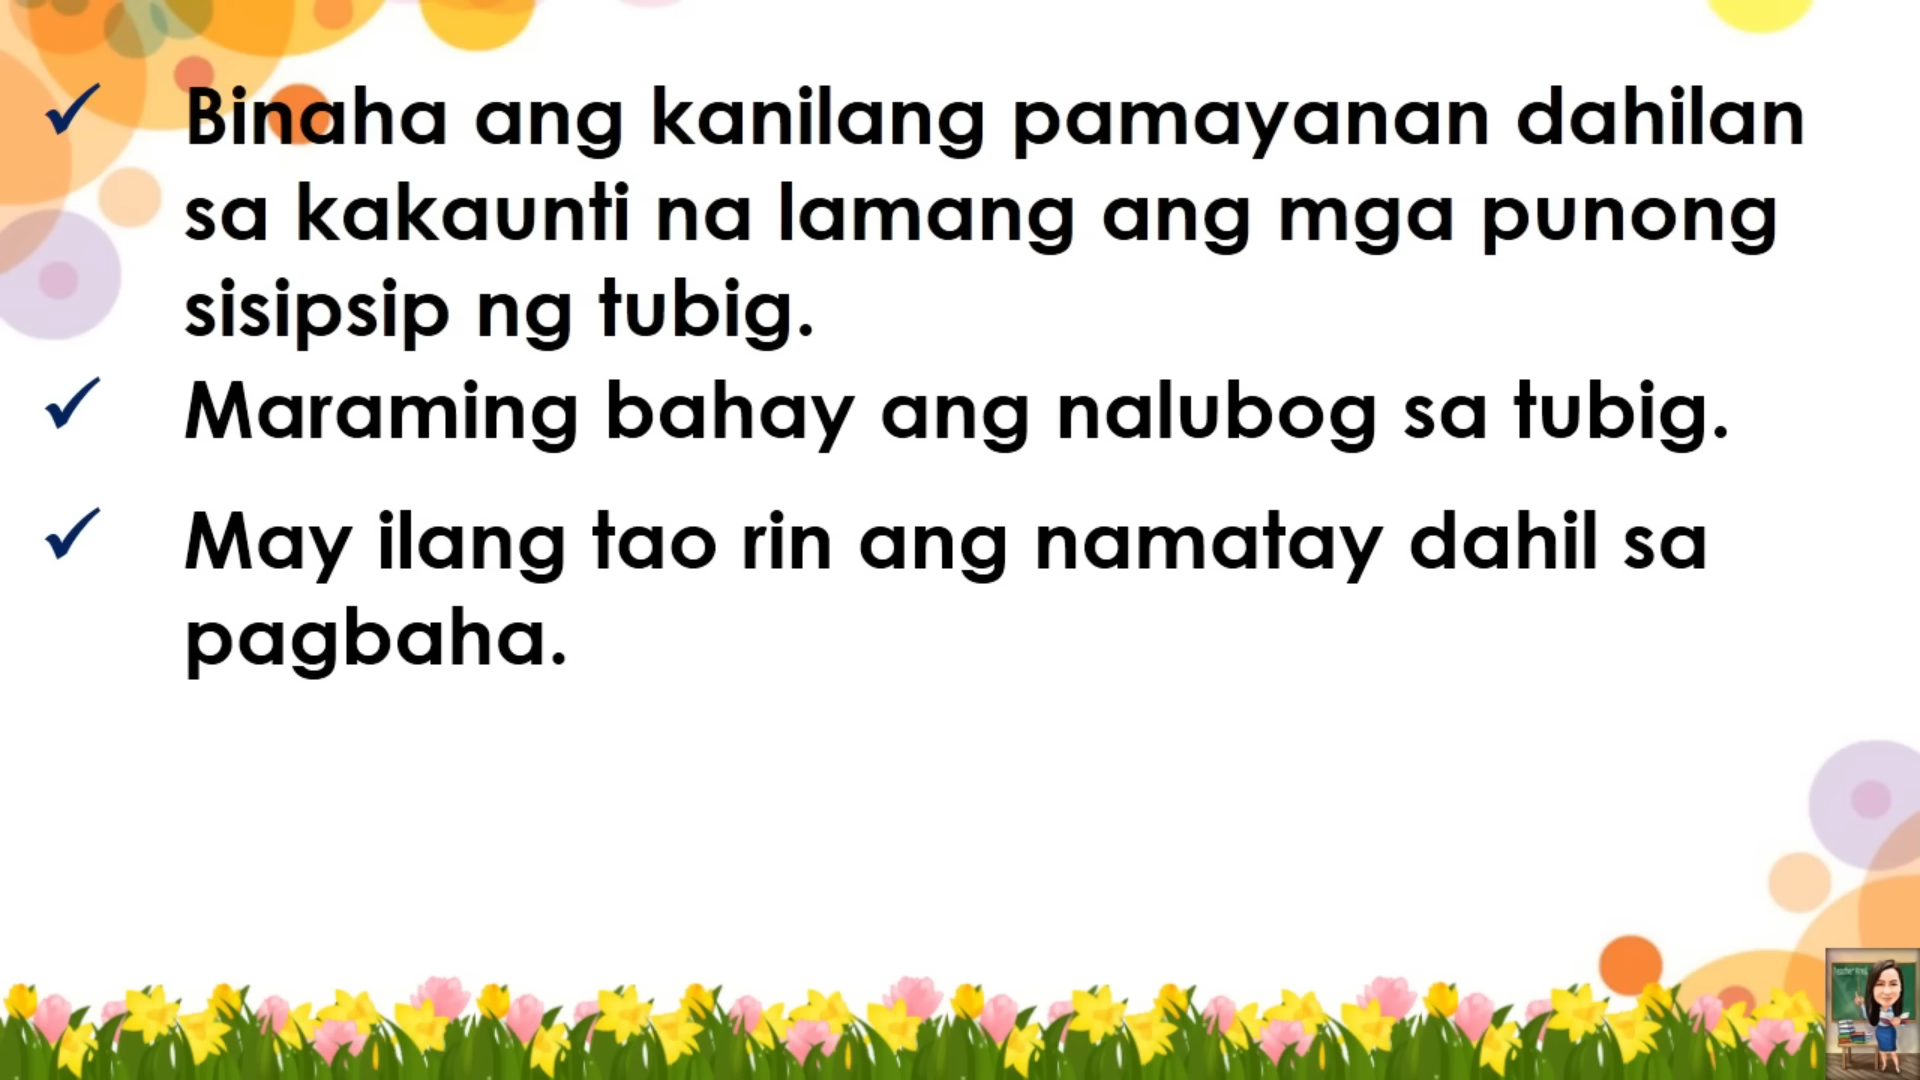 ✓ Binaha ang kanilang pamayanan dahilan
sa kakaunti na lamang ang mga punong
sisipsip ng tubig.
✓ Maraming bahay ang nalubog sa tubig.
✓ May ilang tao rin ang namatay dahil sa
pagbaha.